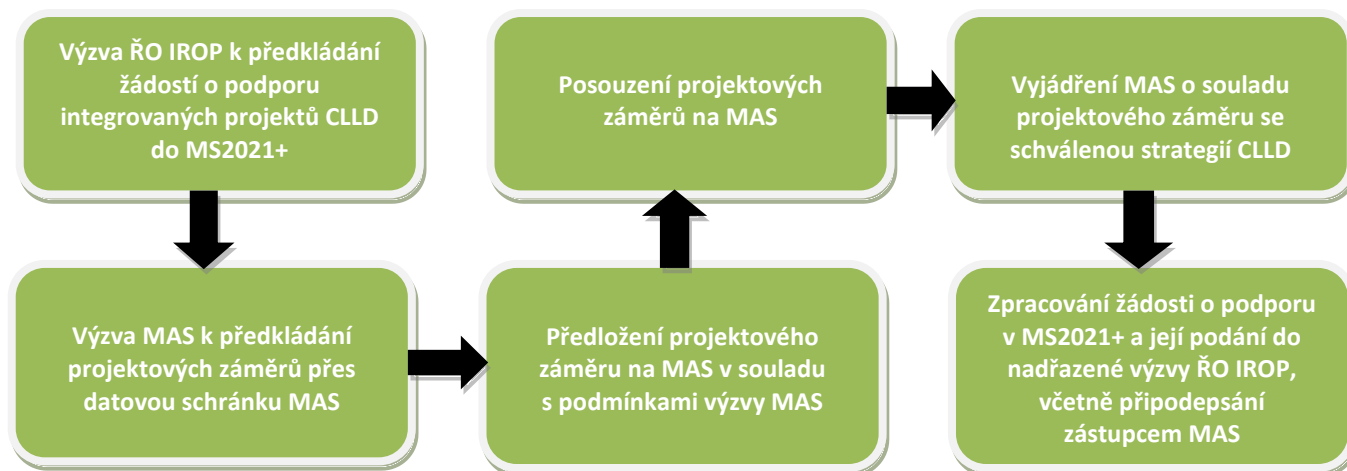 Výzva ŘO IROP k předkládání
žádostí o podporu
integrovaných projektů CLLD
do MS2021+
Výzva MAS k předkládání
projektových záměrů přes
datovou schránku MAS
Předložení projektového
záměru na MAS v souladu
s podmínkami výzvy MAS
Posouzení projektových
záměrů na MAS
Vyjádření MAS o souladu
projektového záměru se
schválenou strategií CLLD
Zpracování žádosti o podporu
v MS2021+ a její podání do
nadřazené výzvy ŘO IROP,
včetně připodepsání
zástupcem MAS